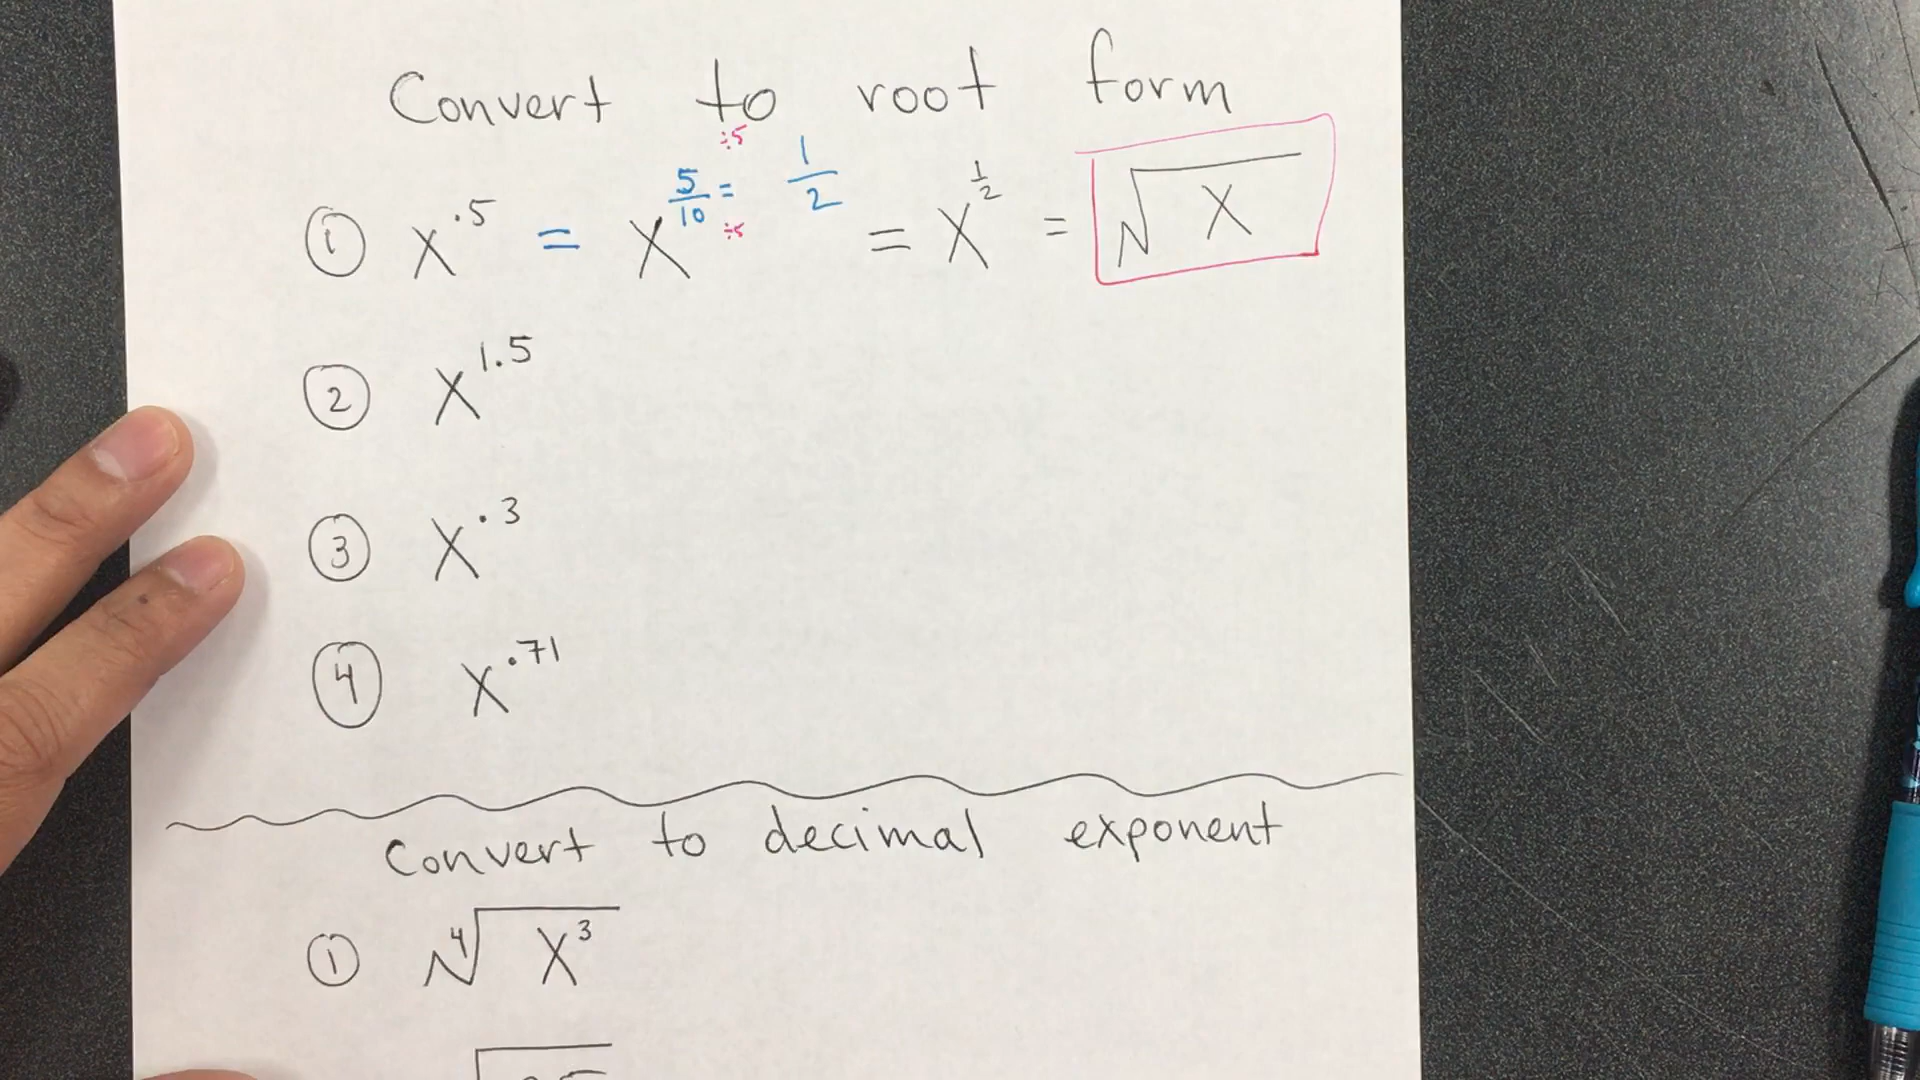 Convert to root form
① x^.5 = x^(5/10 ÷5/÷5 = 1/2) = x^(1/2) = √x
② x^1.5
③ x^.3
④ x^.71
Convert to decimal exponent
① ∜x³